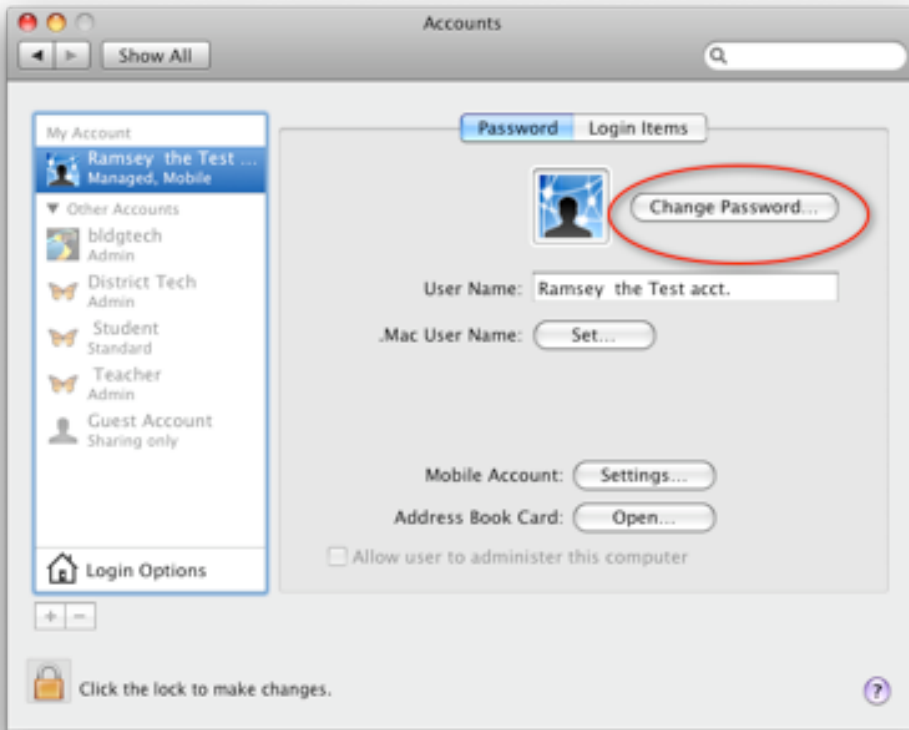 Accounts
Show All
My Account
Ramsey the Test ...
Managed, Mobile
Other Accounts
bldgtech
Admin
District Tech
Admin
Student
Standard
Teacher
Admin
Guest Account
Sharing only
Login Options
+ −
Click the lock to make changes.
Password Login Items
Change Password...
User Name: Ramsey the Test acct.
.Mac User Name: Set...
Mobile Account: Settings...
Address Book Card: Open...
Allow user to administer this computer
?